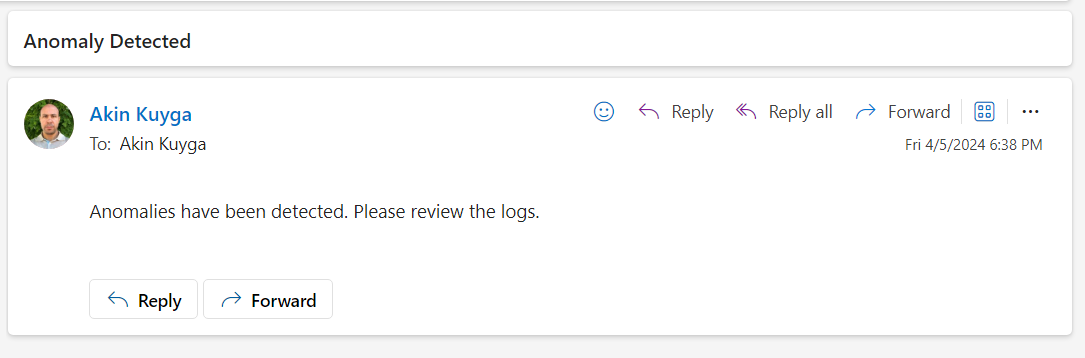 Anomaly Detected
Akin Kuyga
Reply
Reply all
Forward
To: Akin Kuyga
Fri 4/5/2024 6:38 PM
Anomalies have been detected. Please review the logs.
Reply
Forward